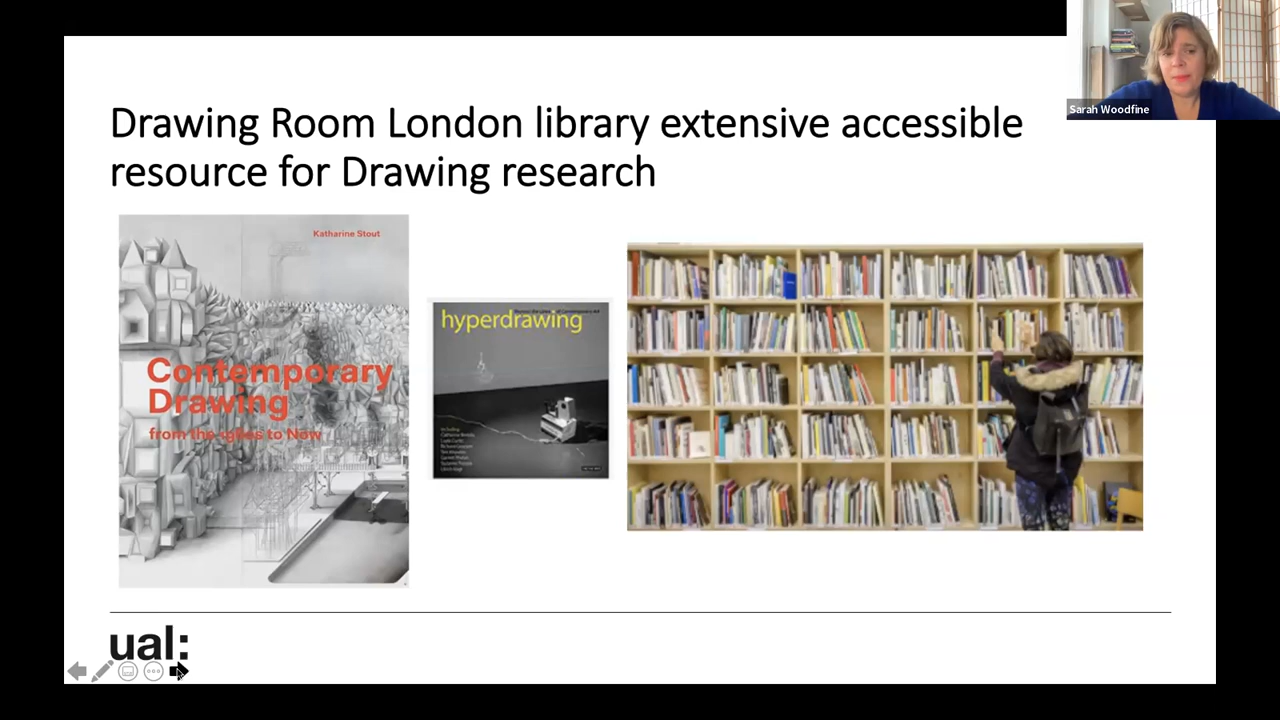 Sarah Woodfine
Drawing Room London library extensive accessible
resource for Drawing research
Katharine Stout
Contemporary
Drawing
from the 1960s to Now
hyperdrawing
ual: